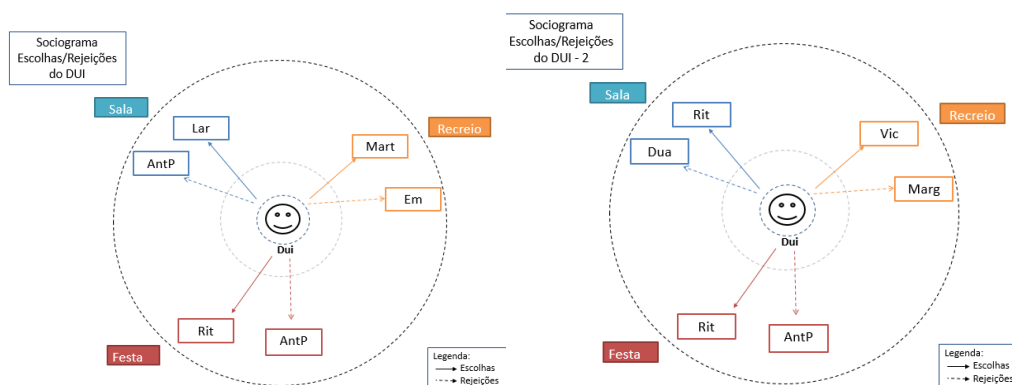 Sociograma
Escolhas/Rejeições
do DUI
Sala
Lar
AntP
Recreio
Mart
Em
Dui
Rit
AntP
Festa
Legenda:
Escolhas
Rejeições
Sociograma
Escolhas/Rejeições
do DUI - 2
Sala
Rit
Dua
Recreio
Vic
Marg
Dui
Rit
AntP
Festa
Legenda:
Escolhas
Rejeições